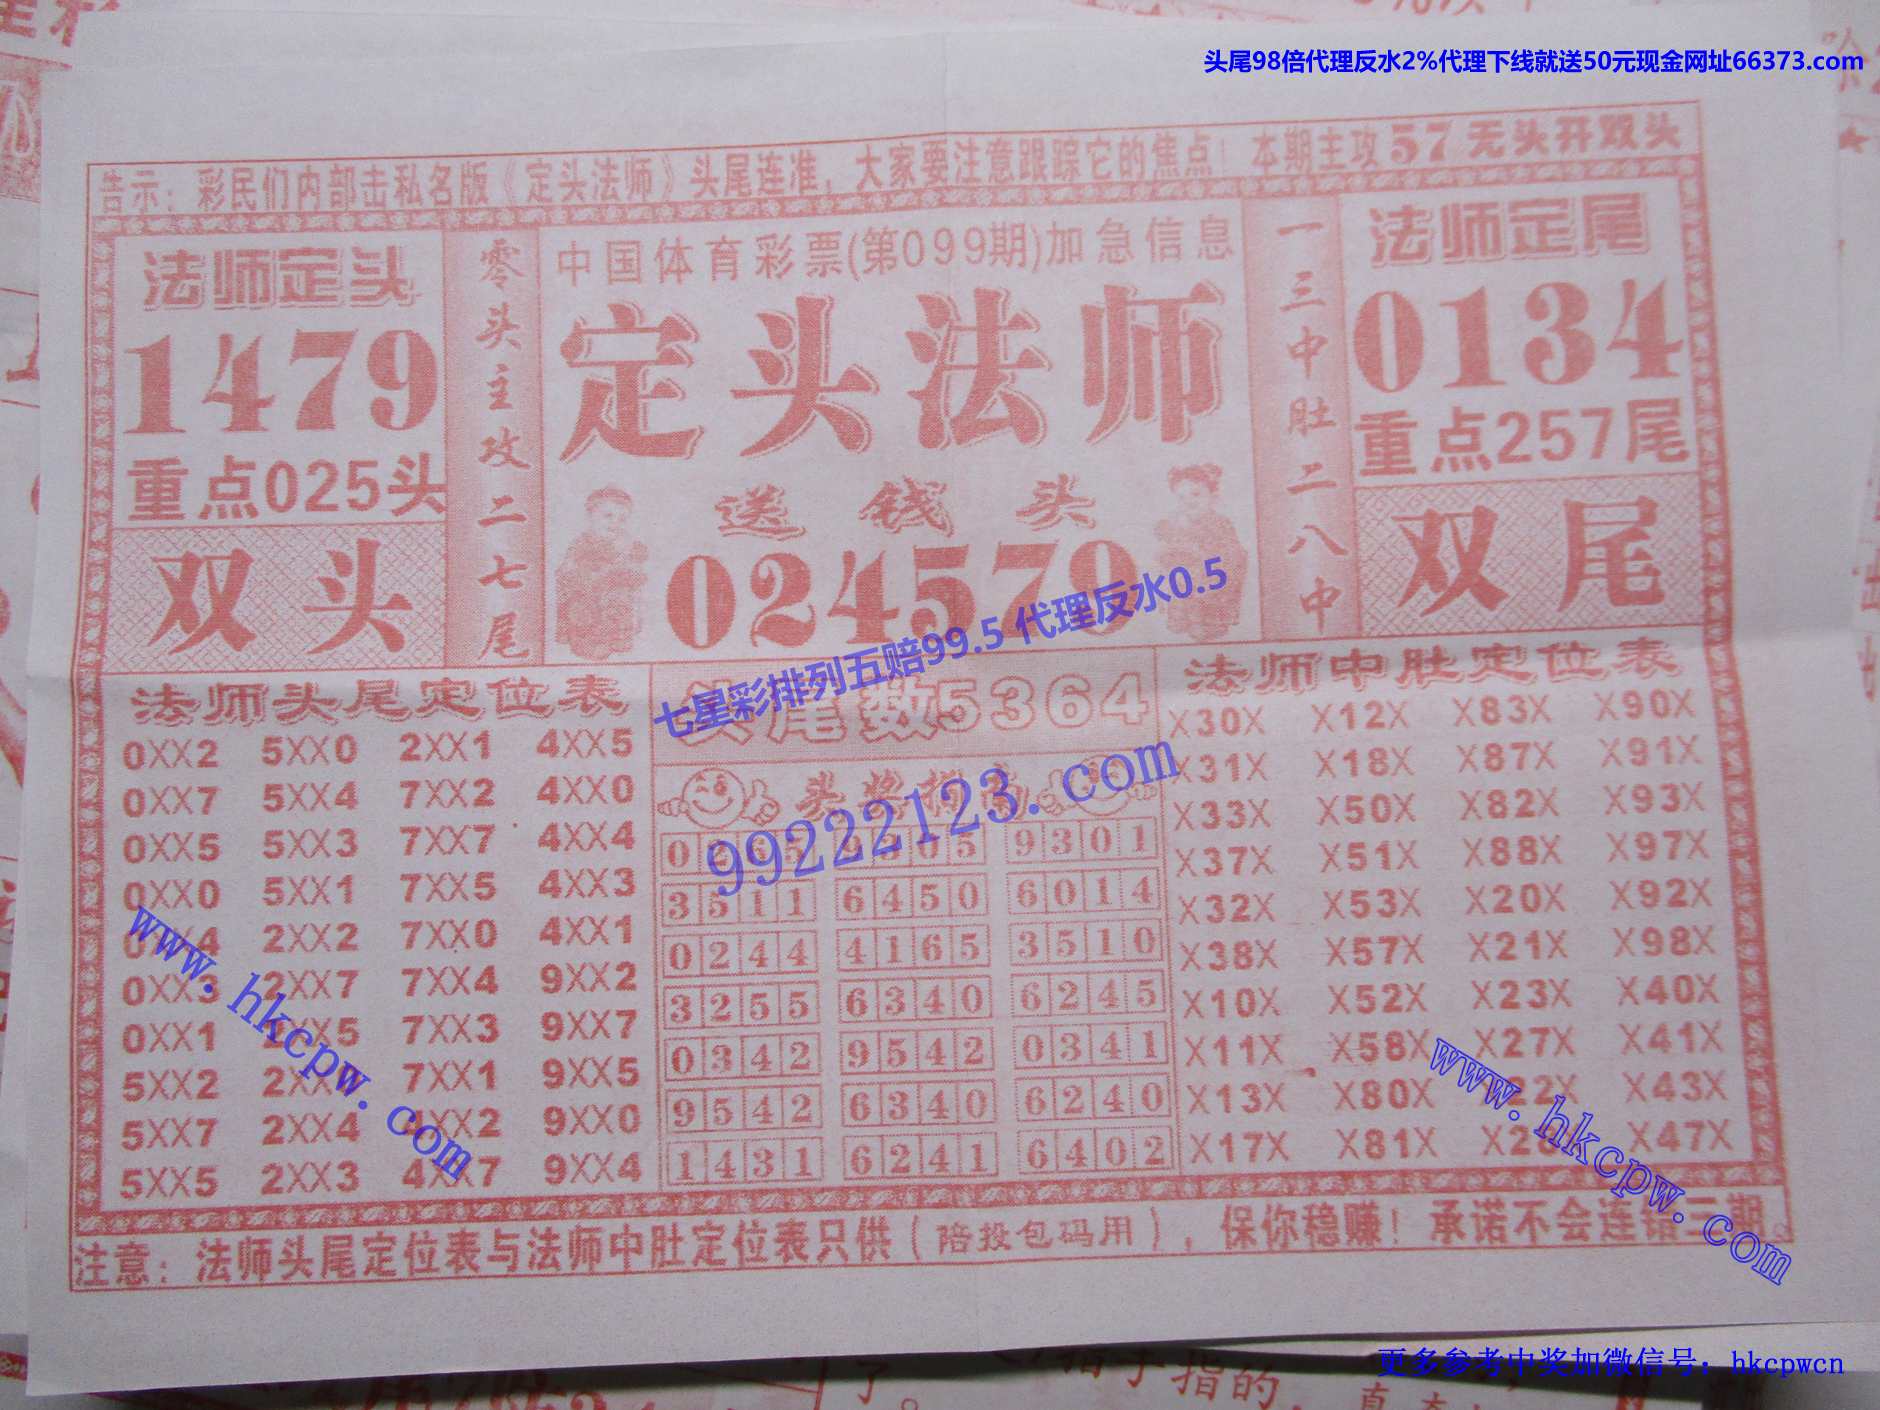 头尾98倍代理反水2%代理下线就送50元现金网址66373.com
告示：彩民们内部击私名版《定头法师》头尾连准，大家要注意跟踪它的焦点！本期主攻57无头开双头
法师定头
1479
重点025头
双头
零头主攻二七尾
中国体育彩票(第099期)加急信息
定头法师
送钱头
024579
一三中肚二八中
法师定尾
0134
重点257尾
双尾
七星彩排列五赔99.5 代理反水0.5
99222123.com
法师头尾定位表
0XX2 5XX0 2XX1 4XX5
0XX7 5XX4 7XX2 4XX0
0XX5 5XX3 7XX7 4XX4
0XX0 5XX1 7XX5 4XX3
2XX2 7XX0 4XX1
0XX3 2XX7 7XX4 9XX2
0XX1 7XX3 9XX7
5XX2 7XX1 9XX5
5XX7 2XX4 4XX2 9XX0
5XX5 2XX3 4XX7 9XX4
尾数5364
9301
3511 6450 6014
0244 4165 3510
3255 6340 6245
0342 9542 0341
9542 6340 6240
1431 6241 6402
法师中肚定位表
X30X X12X X83X X90X
X31X X18X X87X X91X
X33X X50X X82X X93X
X37X X51X X88X X97X
X32X X53X X20X X92X
X38X X57X X21X X98X
X10X X52X X23X X40X
X11X X58X X27X X41X
X13X X80X X22X X43X
X17X X81X X47X
www.hkcpw.com
www.hkcpw.com
注意：法师头尾定位表与法师中肚定位表只供（陪投包码用），保你稳赚！承诺不会连错三期。
更多参考中奖加微信号：hkcpwcn